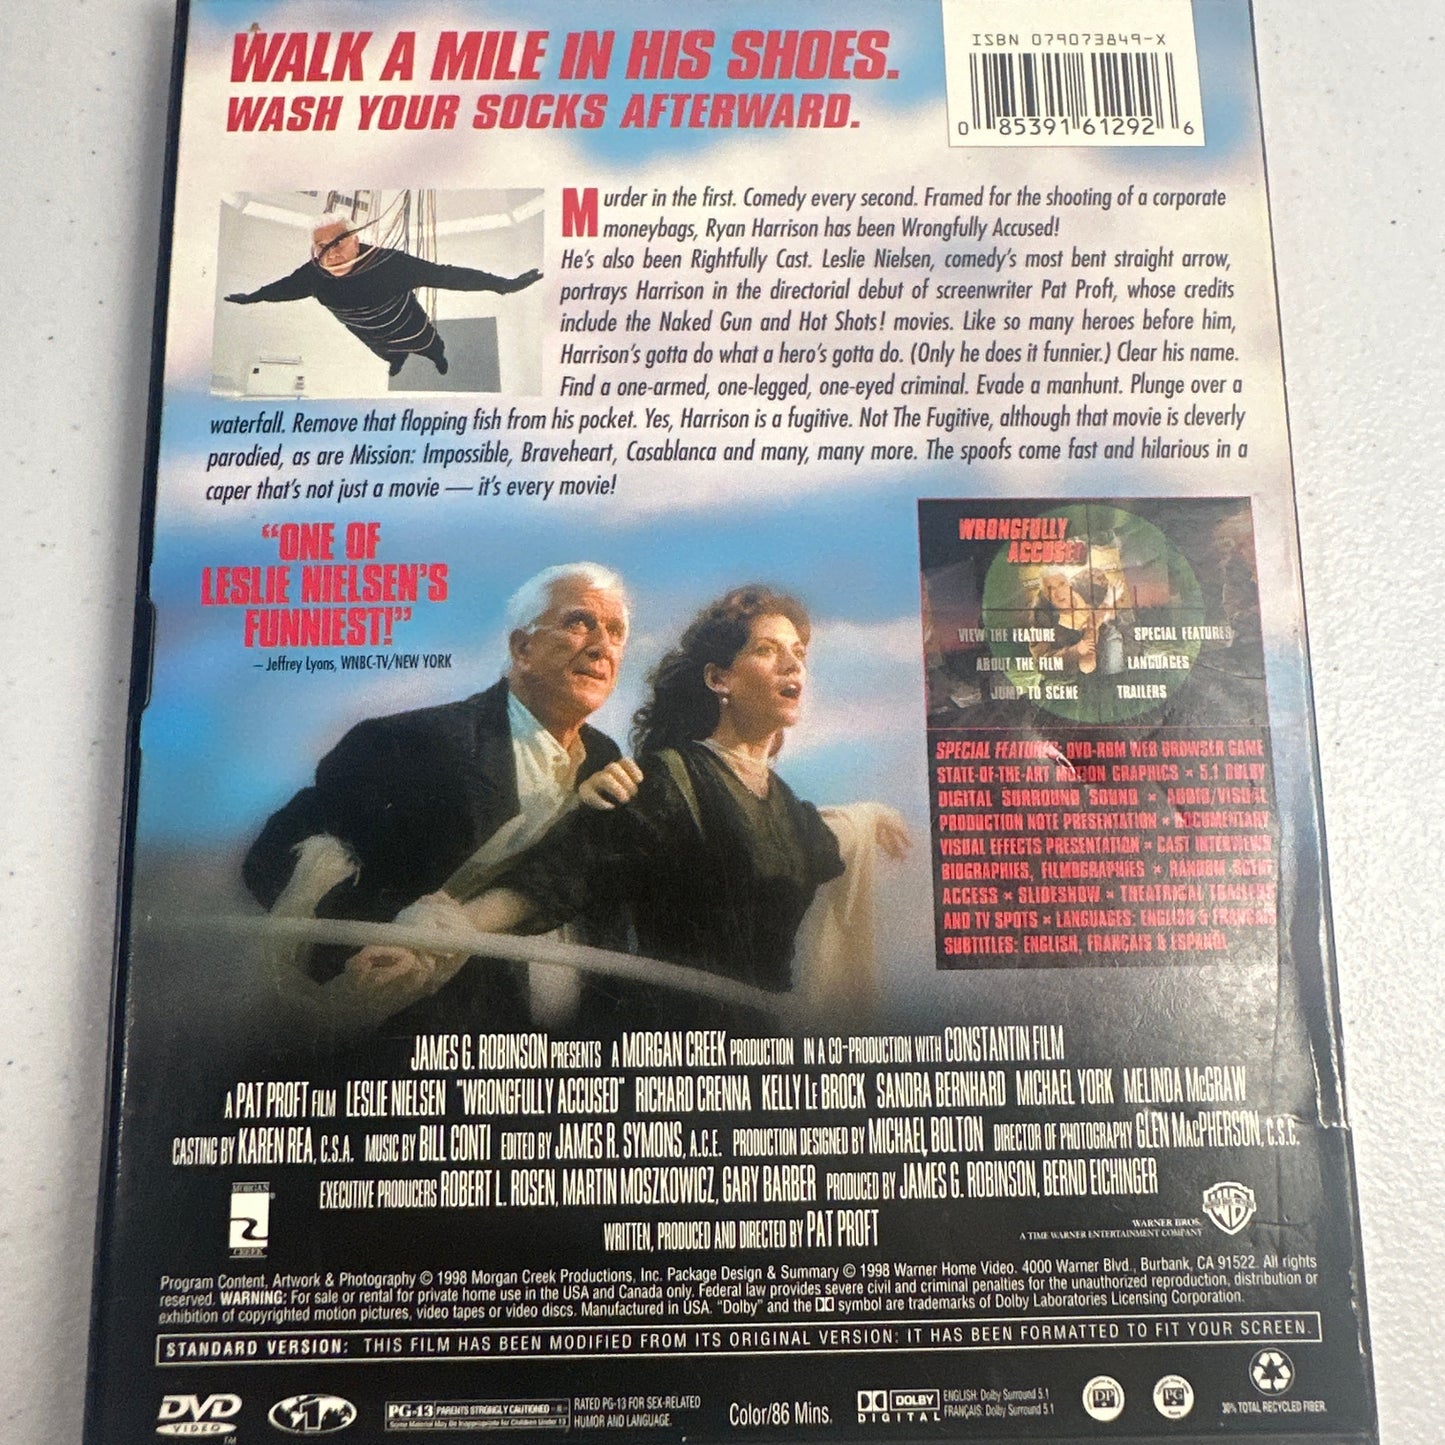 WALK A MILE IN HIS SHOES.
WASH YOUR SOCKS AFTERWARD.
ISBN 079073849-X
0 85391 61292 6
Murder in the first. Comedy every second. Framed for the shooting of a corporate
moneybags, Ryan Harrison has been Wrongfully Accused!
He's also been Rightfully Cast. Leslie Nielsen, comedy's most bent straight arrow,
portrays Harrison in the directorial debut of screenwriter Pat Proft, whose credits
include the Naked Gun and Hot Shots! movies. Like so many heroes before him,
Harrison's gotta do what a hero's gotta do. (Only he does it funnier.) Clear his name.
Find a one-armed, one-legged, one-eyed criminal. Evade a manhunt. Plunge over a
waterfall. Remove that flopping fish from his pocket. Yes, Harrison is a fugitive. Not The Fugitive, although that movie is cleverly
parodied, as are Mission: Impossible, Braveheart, Casablanca and many, many more. The spoofs come fast and hilarious in a
caper that's not just a movie — it's every movie!
"ONE OF
LESLIE NIELSEN'S
FUNNIEST!"
– Jeffrey Lyons, WNBC-TV/NEW YORK
WRONGFULLY
ACCUSED
VIEW THE FEATURE
SPECIAL FEATURES
ABOUT THE FILM
LANGUAGES
JUMP TO SCENE
TRAILERS
SPECIAL FEATURES: DVD-ROM WEB BROWSER GAME
STATE-OF-THE-ART MOTION GRAPHICS × 5.1 DOLBY
DIGITAL SURROUND SOUND × AUDIO/VISUAL
PRODUCTION NOTE PRESENTATION × DOCUMENTARY
VISUAL EFFECTS PRESENTATION × CAST INTERVIEWS
BIOGRAPHIES, FILMOGRAPHIES × RANDOM SCENE
ACCESS × SLIDESHOW × THEATRICAL TRAILERS
AND TV SPOTS × LANGUAGES: ENGLISH & FRANÇAIS
SUBTITLES: ENGLISH, FRANÇAIS & ESPAÑOL
JAMES G. ROBINSON PRESENTS A MORGAN CREEK PRODUCTION IN A CO-PRODUCTION WITH CONSTANTIN FILM
A PAT PROFT FILM LESLIE NIELSEN "WRONGFULLY ACCUSED" RICHARD CRENNA KELLY LE BROCK SANDRA BERNHARD MICHAEL YORK MELINDA McGRAW
CASTING BY KAREN REA, C.S.A. MUSIC BY BILL CONTI EDITED BY JAMES R. SYMONS, A.C.E. PRODUCTION DESIGNED BY MICHAEL BOLTON DIRECTOR OF PHOTOGRAPHY GLEN MacPHERSON, C.S.C.
EXECUTIVE PRODUCERS ROBERT L. ROSEN, MARTIN MOSZKOWICZ, GARY BARBER PRODUCED BY JAMES G. ROBINSON, BERND EICHINGER
WRITTEN, PRODUCED AND DIRECTED BY PAT PROFT
MORGAN
CREEK
WB
WARNER BROS.
A TIME WARNER ENTERTAINMENT COMPANY
Program Content, Artwork & Photography © 1998 Morgan Creek Productions, Inc. Package Design & Summary © 1998 Warner Home Video. 4000 Warner Blvd., Burbank, CA 91522. All rights
reserved. WARNING: For sale or rental for private home use in the USA and Canada only. Federal law provides severe civil and criminal penalties for the unauthorized reproduction, distribution or
exhibition of copyrighted motion pictures, video tapes or video discs. Manufactured in USA. "Dolby" and the DD symbol are trademarks of Dolby Laboratories Licensing Corporation.
STANDARD VERSION: THIS FILM HAS BEEN MODIFIED FROM ITS ORIGINAL VERSION: IT HAS BEEN FORMATTED TO FIT YOUR SCREEN.
DVD
VIDEO
TM
1
PG-13 PARENTS STRONGLY CAUTIONED
Some Material May Be Inappropriate for Children Under 13
RATED PG-13 FOR SEX-RELATED
HUMOR AND LANGUAGE.
Color/86 Mins.
DOLBY
DIGITAL
ENGLISH: Dolby Surround 5.1
FRANÇAIS: Dolby Surround 5.1
DP
PG
30% TOTAL RECYCLED FIBER.